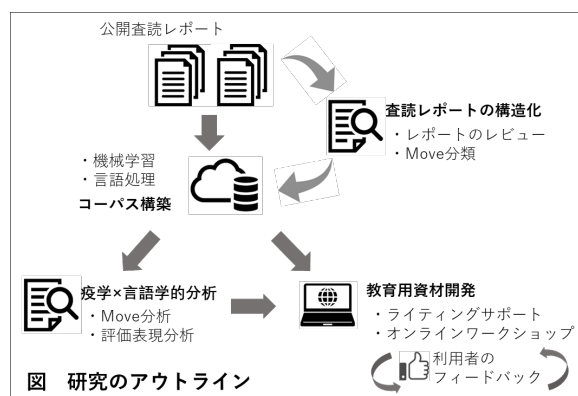 公開査読レポート
査読レポートの構造化
・レポートのレビュー
・Move分類
・機械学習
・言語処理
コーパス構築
疫学×言語学的分析
・Move分析
・評価表現分析
教育用資材開発
・ライティングサポート
・オンラインワークショップ
利用者の
フィードバック
図 研究のアウトライン